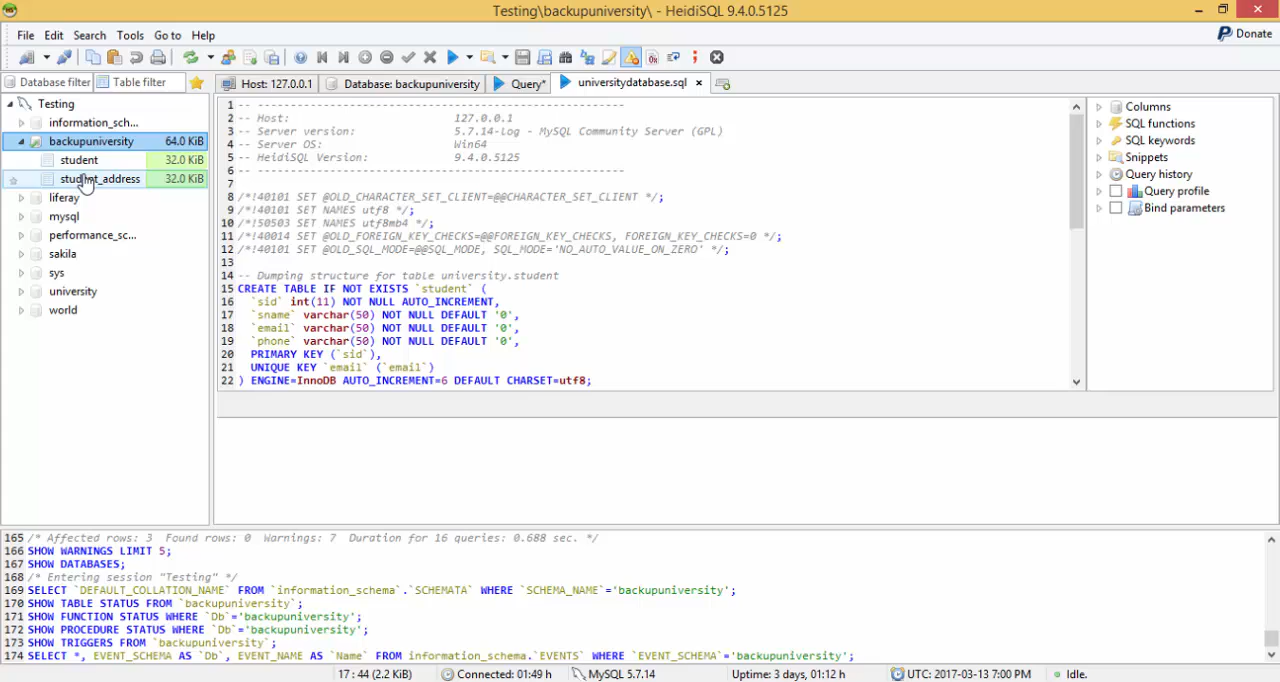 Testing\backupuniversity\ - HeidiSQL 9.4.0.5125
File Edit Search Tools Go to Help
Donate
Database filter Table filter Host: 127.0.0.1 Database: backupuniversity Query* universitydatabase.sql ×
Testing
information_sch...
backupuniversity 64.0 KiB
student 32.0 KiB
student_address 32.0 KiB
liferay
mysql
performance_sc...
sakila
sys
university
world
1 -- --------------------------------------------------------
2 -- Host: 127.0.0.1
3 -- Server version: 5.7.14-log - MySQL Community Server (GPL)
4 -- Server OS: Win64
5 -- HeidiSQL Version: 9.4.0.5125
6 -- --------------------------------------------------------
7
8 /*!40101 SET @OLD_CHARACTER_SET_CLIENT=@@CHARACTER_SET_CLIENT */;
9 /*!40101 SET NAMES utf8 */;
10 /*!50503 SET NAMES utf8mb4 */;
11 /*!40014 SET @OLD_FOREIGN_KEY_CHECKS=@@FOREIGN_KEY_CHECKS, FOREIGN_KEY_CHECKS=0 */;
12 /*!40101 SET @OLD_SQL_MODE=@@SQL_MODE, SQL_MODE='NO_AUTO_VALUE_ON_ZERO' */;
13
14 -- Dumping structure for table university.student
15 CREATE TABLE IF NOT EXISTS `student` (
16 `sid` int(11) NOT NULL AUTO_INCREMENT,
17 `sname` varchar(50) NOT NULL DEFAULT '0',
18 `email` varchar(50) NOT NULL DEFAULT '0',
19 `phone` varchar(50) NOT NULL DEFAULT '0',
20 PRIMARY KEY (`sid`),
21 UNIQUE KEY `email` (`email`)
22 ) ENGINE=InnoDB AUTO_INCREMENT=6 DEFAULT CHARSET=utf8;
Columns
SQL functions
SQL keywords
Snippets
Query history
Query profile
Bind parameters
165 /* Affected rows: 3 Found rows: 0 Warnings: 7 Duration for 16 queries: 0.688 sec. */
166 SHOW WARNINGS LIMIT 5;
167 SHOW DATABASES;
168 /* Entering session "Testing" */
169 SELECT `DEFAULT_COLLATION_NAME` FROM `information_schema`.`SCHEMATA` WHERE `SCHEMA_NAME`='backupuniversity';
170 SHOW TABLE STATUS FROM `backupuniversity`;
171 SHOW FUNCTION STATUS WHERE `Db`='backupuniversity';
172 SHOW PROCEDURE STATUS WHERE `Db`='backupuniversity';
173 SHOW TRIGGERS FROM `backupuniversity`;
174 SELECT *, EVENT_SCHEMA AS `Db`, EVENT_NAME AS `Name` FROM information_schema.`EVENTS` WHERE `EVENT_SCHEMA`='backupuniversity';
17 : 44 (2.2 KiB) Connected: 01:49 h MySQL 5.7.14 Uptime: 3 days, 01:12 h UTC: 2017-03-13 7:00 PM Idle.